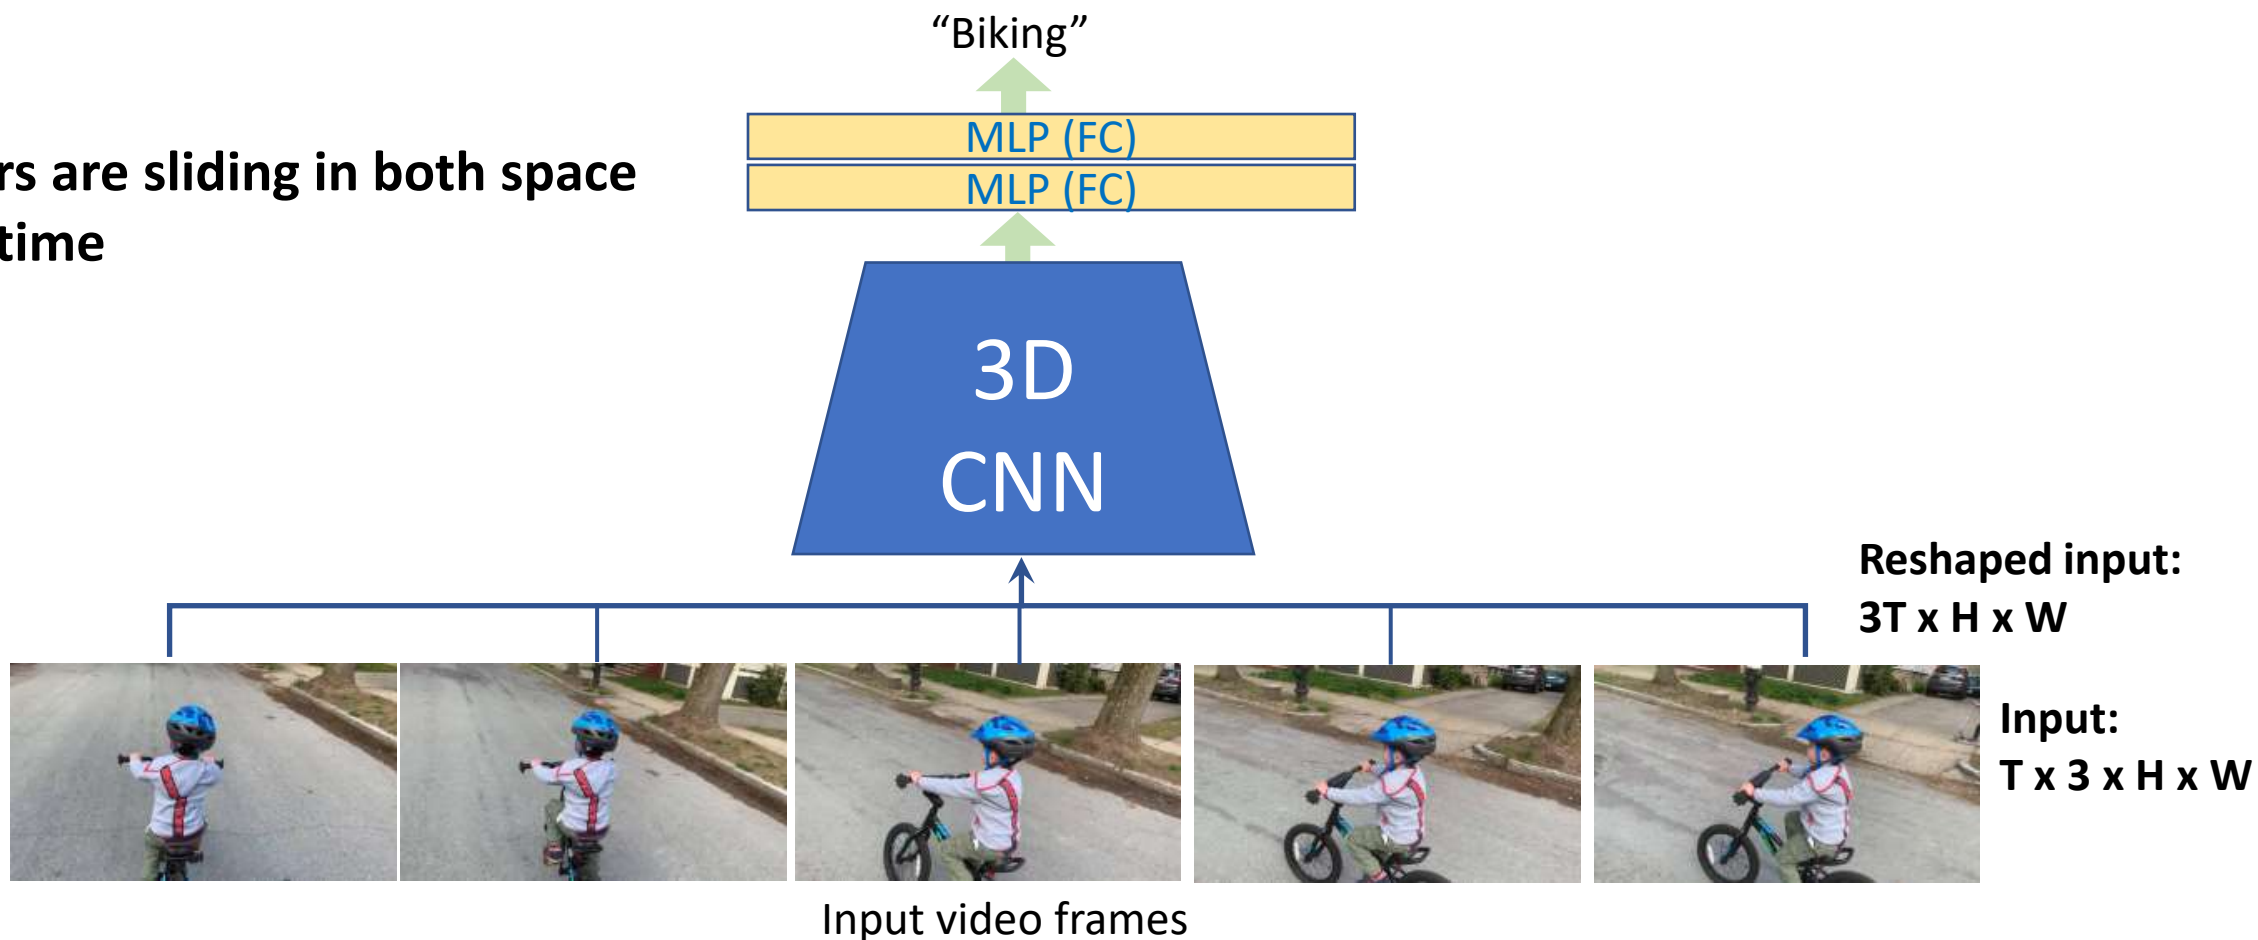 “Biking”
MLP (FC)
MLP (FC)
rs are sliding in both space
time
3D
CNN
Reshaped input:
3T x H x W
Input:
T x 3 x H x W
Input video frames